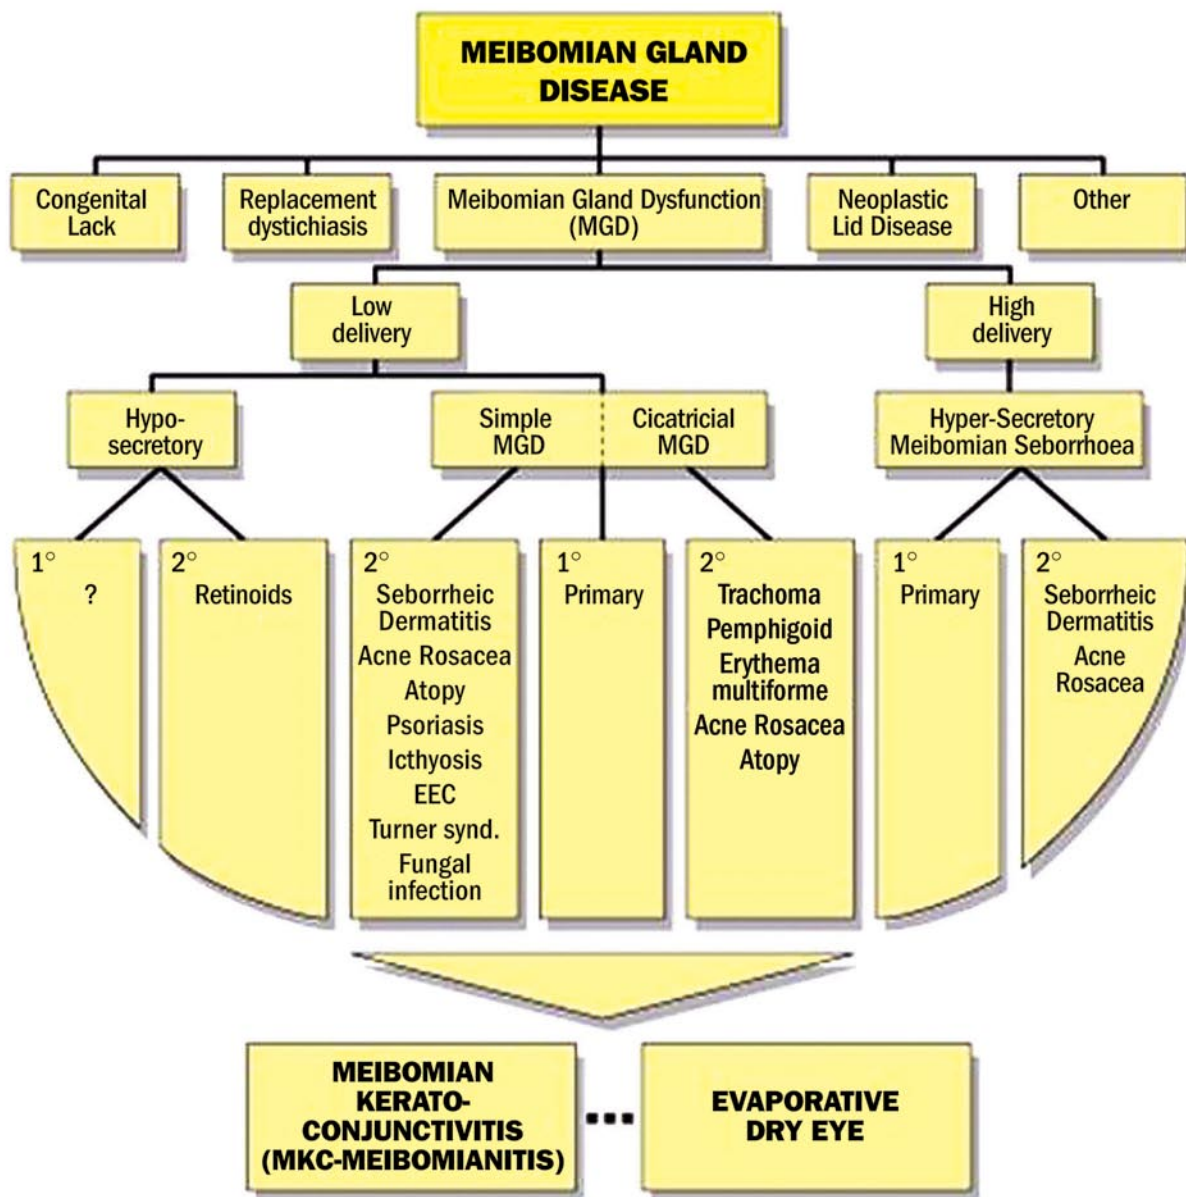 MEIBOMIAN GLAND
DISEASE
Congenital
Lack
Replacement
dystichiasis
Meibomian Gland Dysfunction
(MGD)
Neoplastic
Lid Disease
Other
Low
delivery
High
delivery
Hypo-
secretory
Simple
MGD
Cicatricial
MGD
Hyper-Secretory
Meibomian Seborrhoea
1°
?
2°
Retinoids
2°
Seborrheic
Dermatitis
Acne Rosacea
Atopy
Psoriasis
Icthyosis
EEC
Turner synd.
Fungal
infection
1°
Primary
2°
Trachoma
Pemphigoid
Erythema
multiforme
Acne Rosacea
Atopy
1°
Primary
2°
Seborrheic
Dermatitis
Acne
Rosacea
MEIBOMIAN
KERATO-
CONJUNCTIVITIS
(MKC-MEIBOMIANITIS)
EVAPORATIVE
DRY EYE